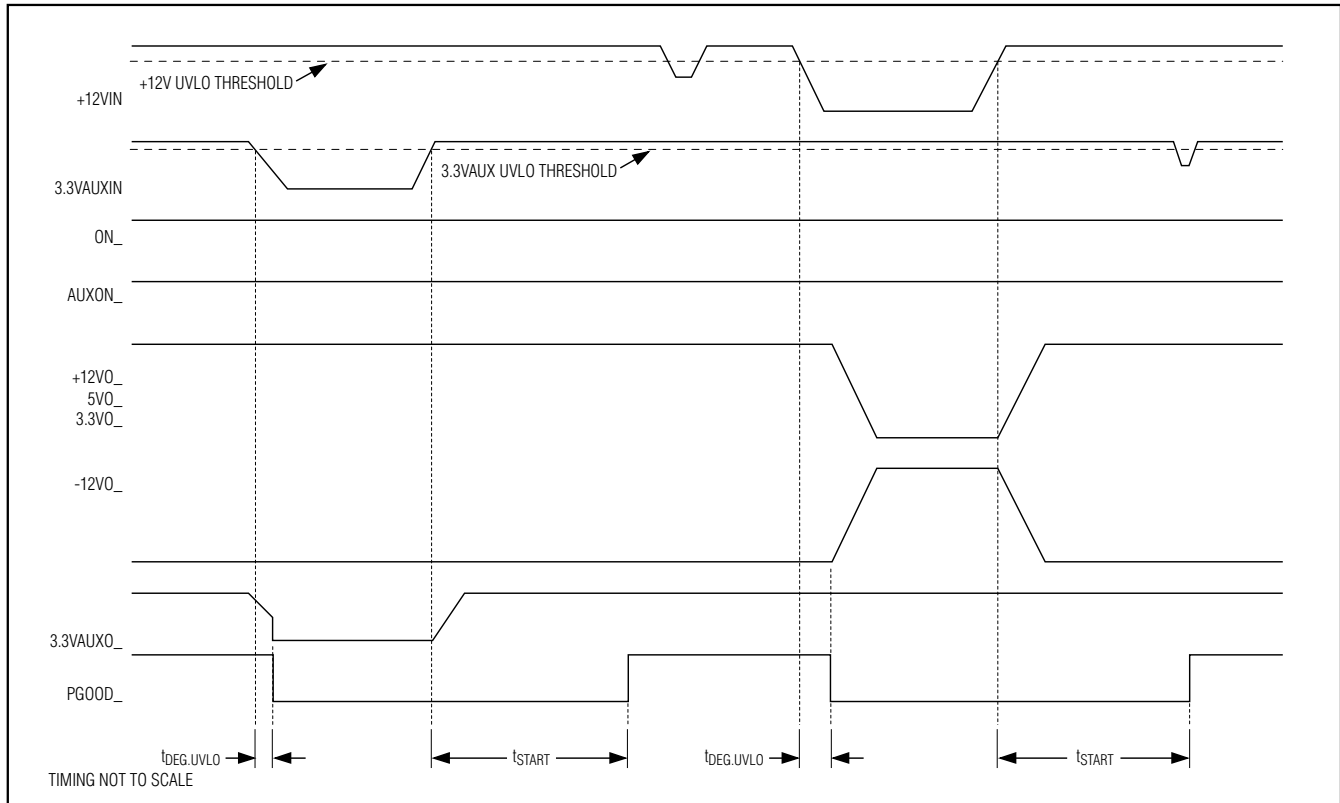 +12V UVLO THRESHOLD
+12VIN
3.3VAUX UVLO THRESHOLD
3.3VAUXIN
ON_
AUXON_
+12VO_
5VO_
3.3VO_
-12VO_
3.3VAUXO_
PGOOD_
tDEG.UVLO tSTART tDEG.UVLO tSTART
TIMING NOT TO SCALE